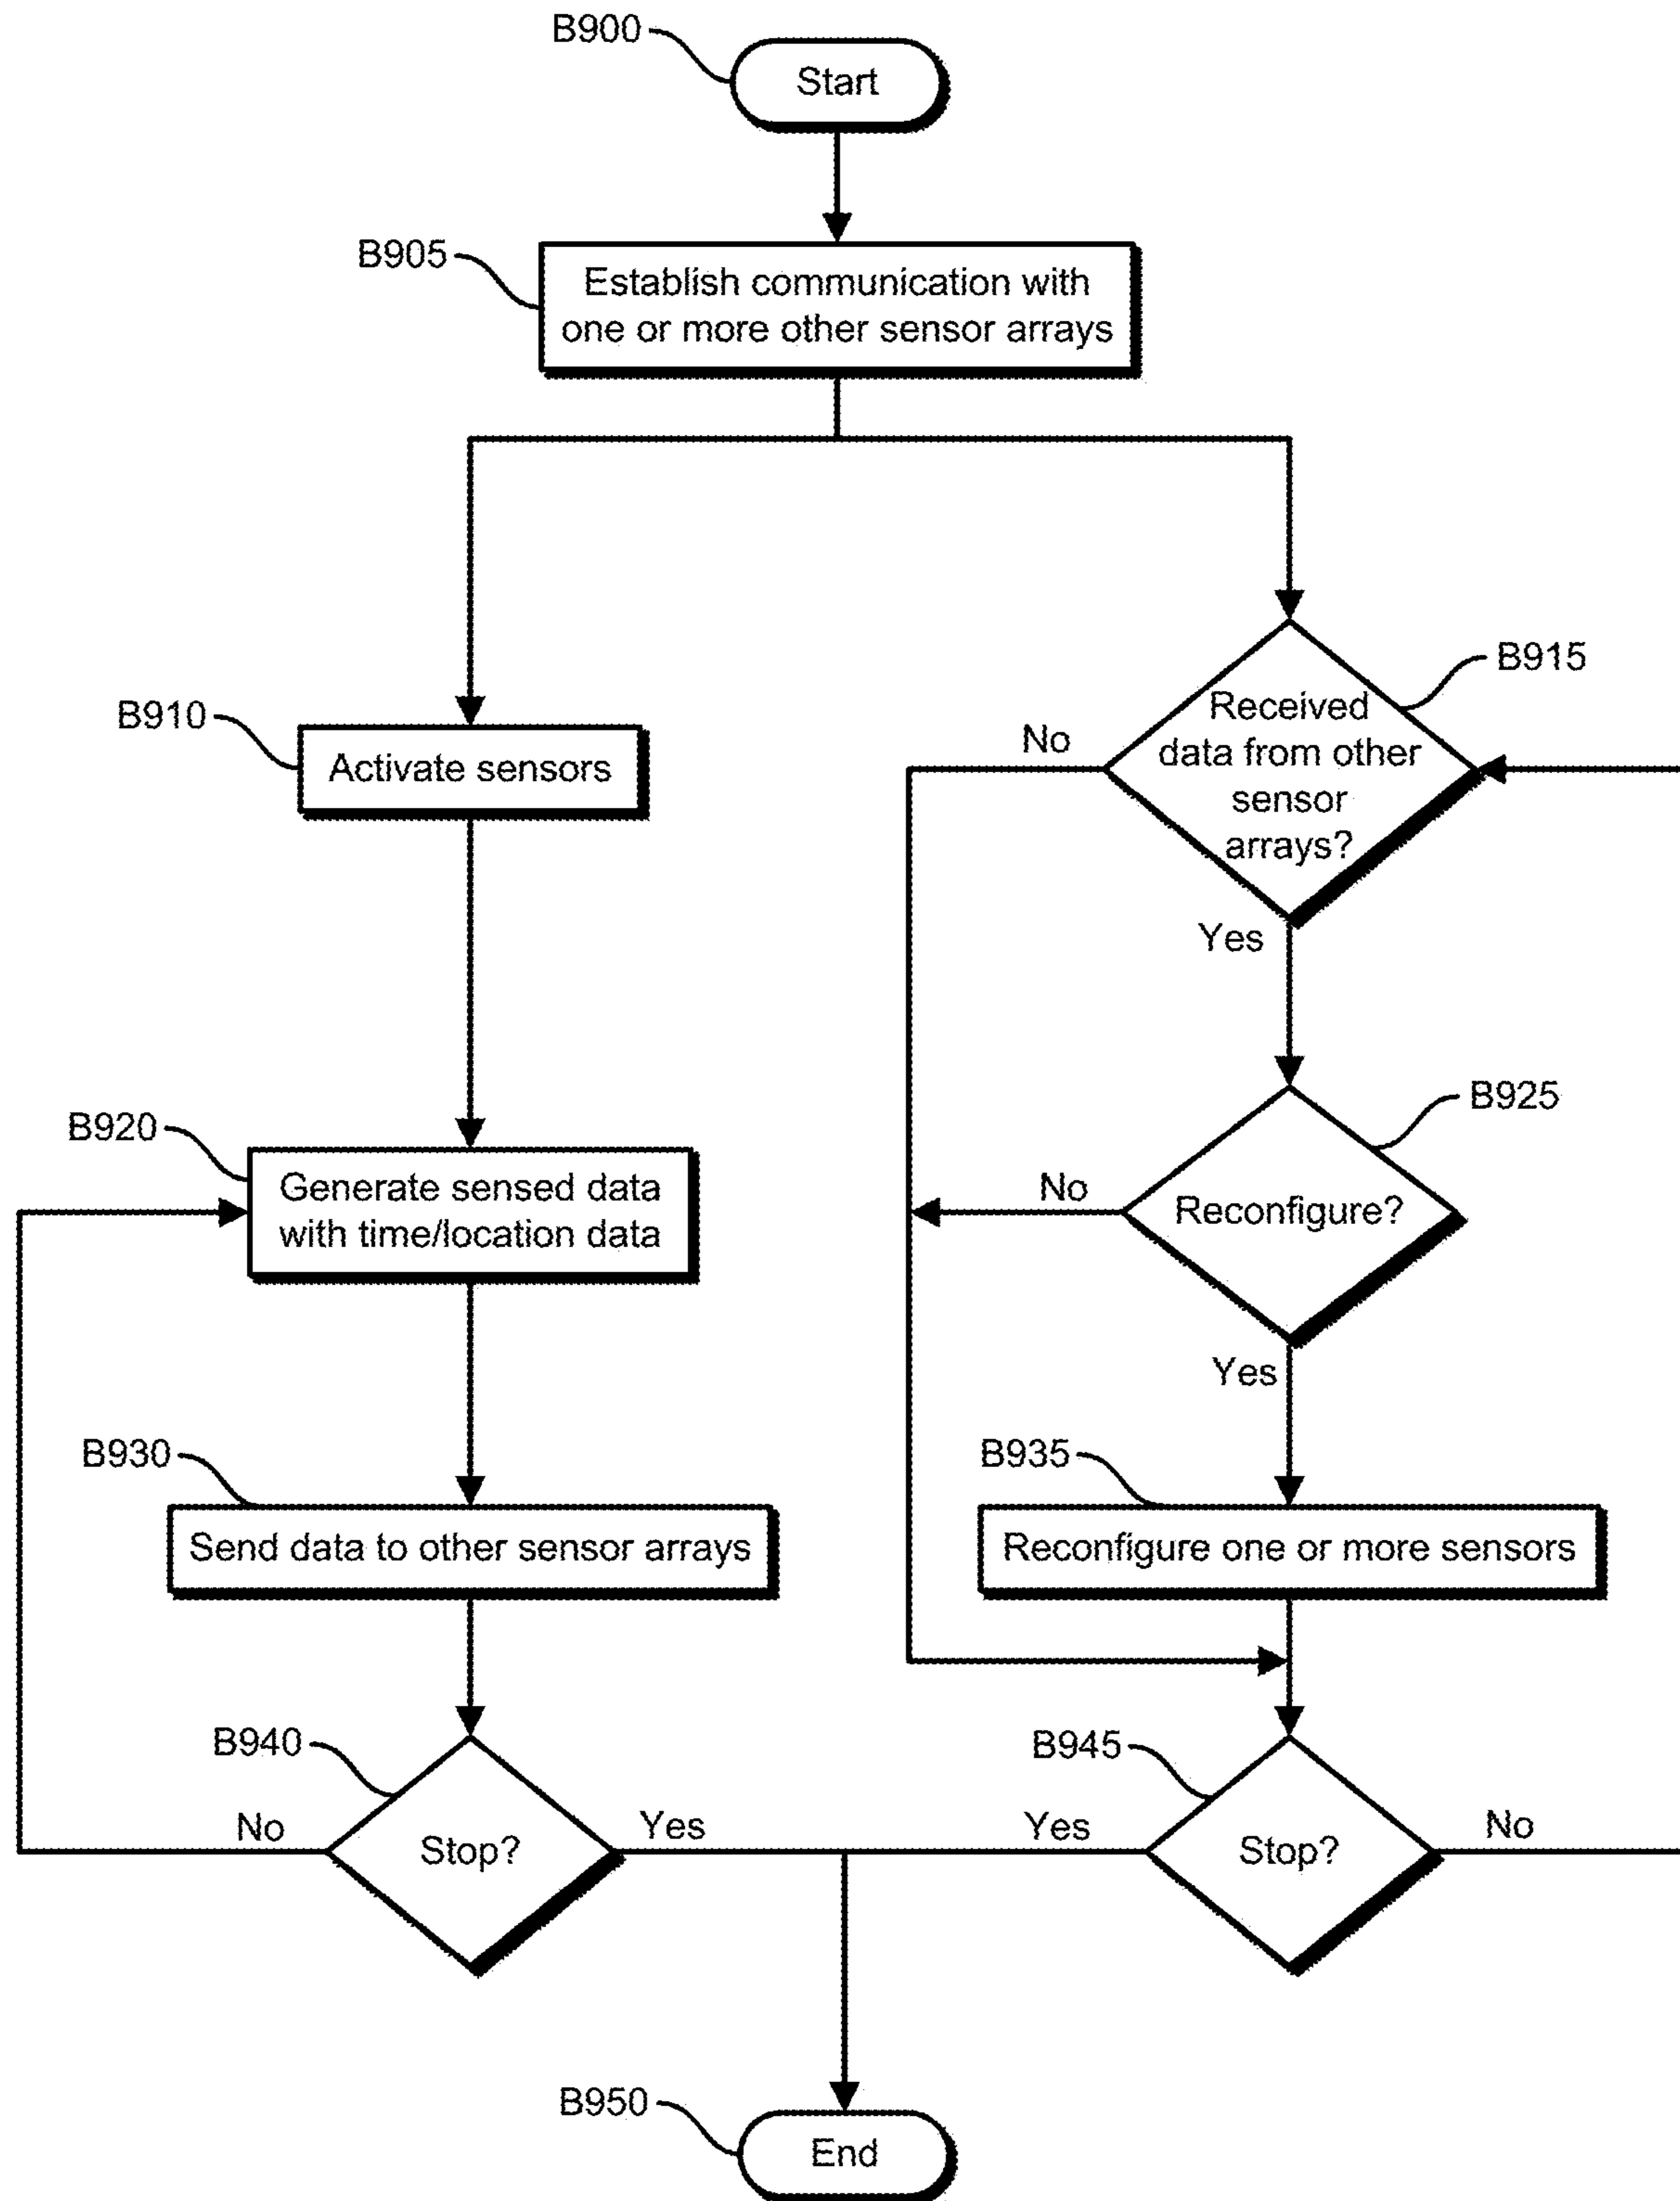 B900
Start
B905
Establish communication with
one or more other sensor arrays
B910
Activate sensors
B915
Received
data from other
sensor
arrays?
No
Yes
B920
Generate sensed data
with time/location data
B925
Reconfigure?
No
Yes
B930
Send data to other sensor arrays
B935
Reconfigure one or more sensors
B940
Stop?
No
Yes
B945
Stop?
Yes
No
B950
End